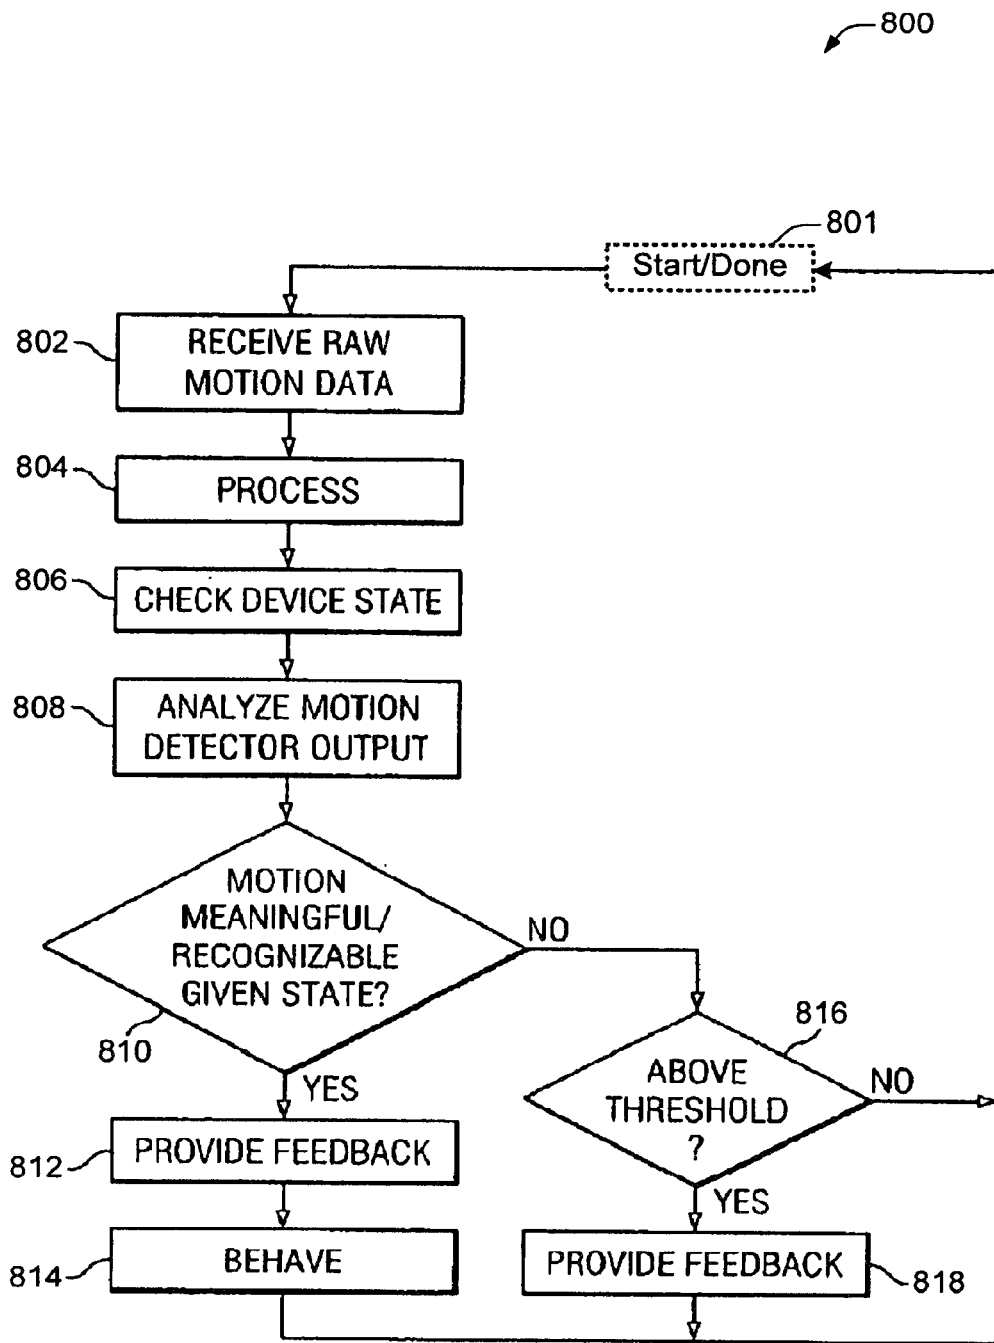 800
801
Start/Done
802
RECEIVE RAW
MOTION DATA
804
PROCESS
806
CHECK DEVICE STATE
808
ANALYZE MOTION
DETECTOR OUTPUT
MOTION
MEANINGFUL/
RECOGNIZABLE
GIVEN STATE?
NO
810
YES
816
ABOVE
THRESHOLD
?
NO
YES
812
PROVIDE FEEDBACK
814
BEHAVE
PROVIDE FEEDBACK
818